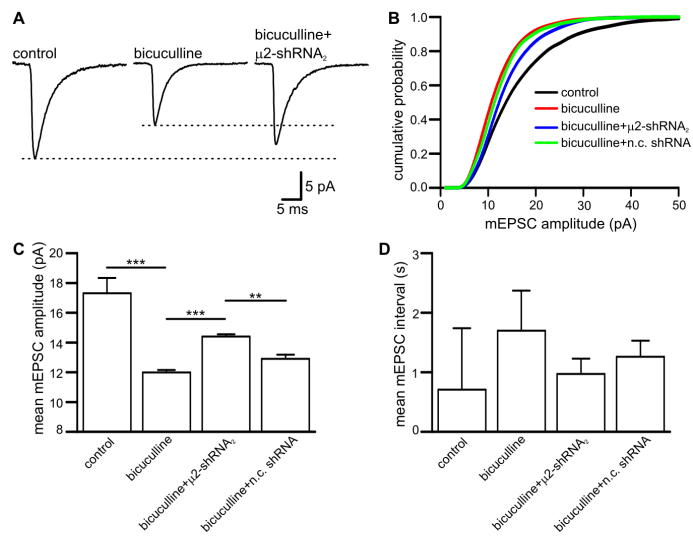 A
control
bicuculline
bicuculline+
μ2-shRNA₂
5 pA
5 ms
B
cumulative probability
1.0
0.8
0.6
0.4
0.2
0.0
0
10
20
30
40
50
mEPSC amplitude (pA)
control
bicuculline
bicuculline+μ2-shRNA₂
bicuculline+n.c. shRNA
C
mean mEPSC amplitude (pA)
20
18
16
14
12
10
8
***
***
**
control
bicuculline
bicuculline+μ2-shRNA₂
bicuculline+n.c. shRNA
D
mean mEPSC interval (s)
3
2
1
0
control
bicuculline
bicuculline+μ2-shRNA₂
bicuculline+n.c. shRNA